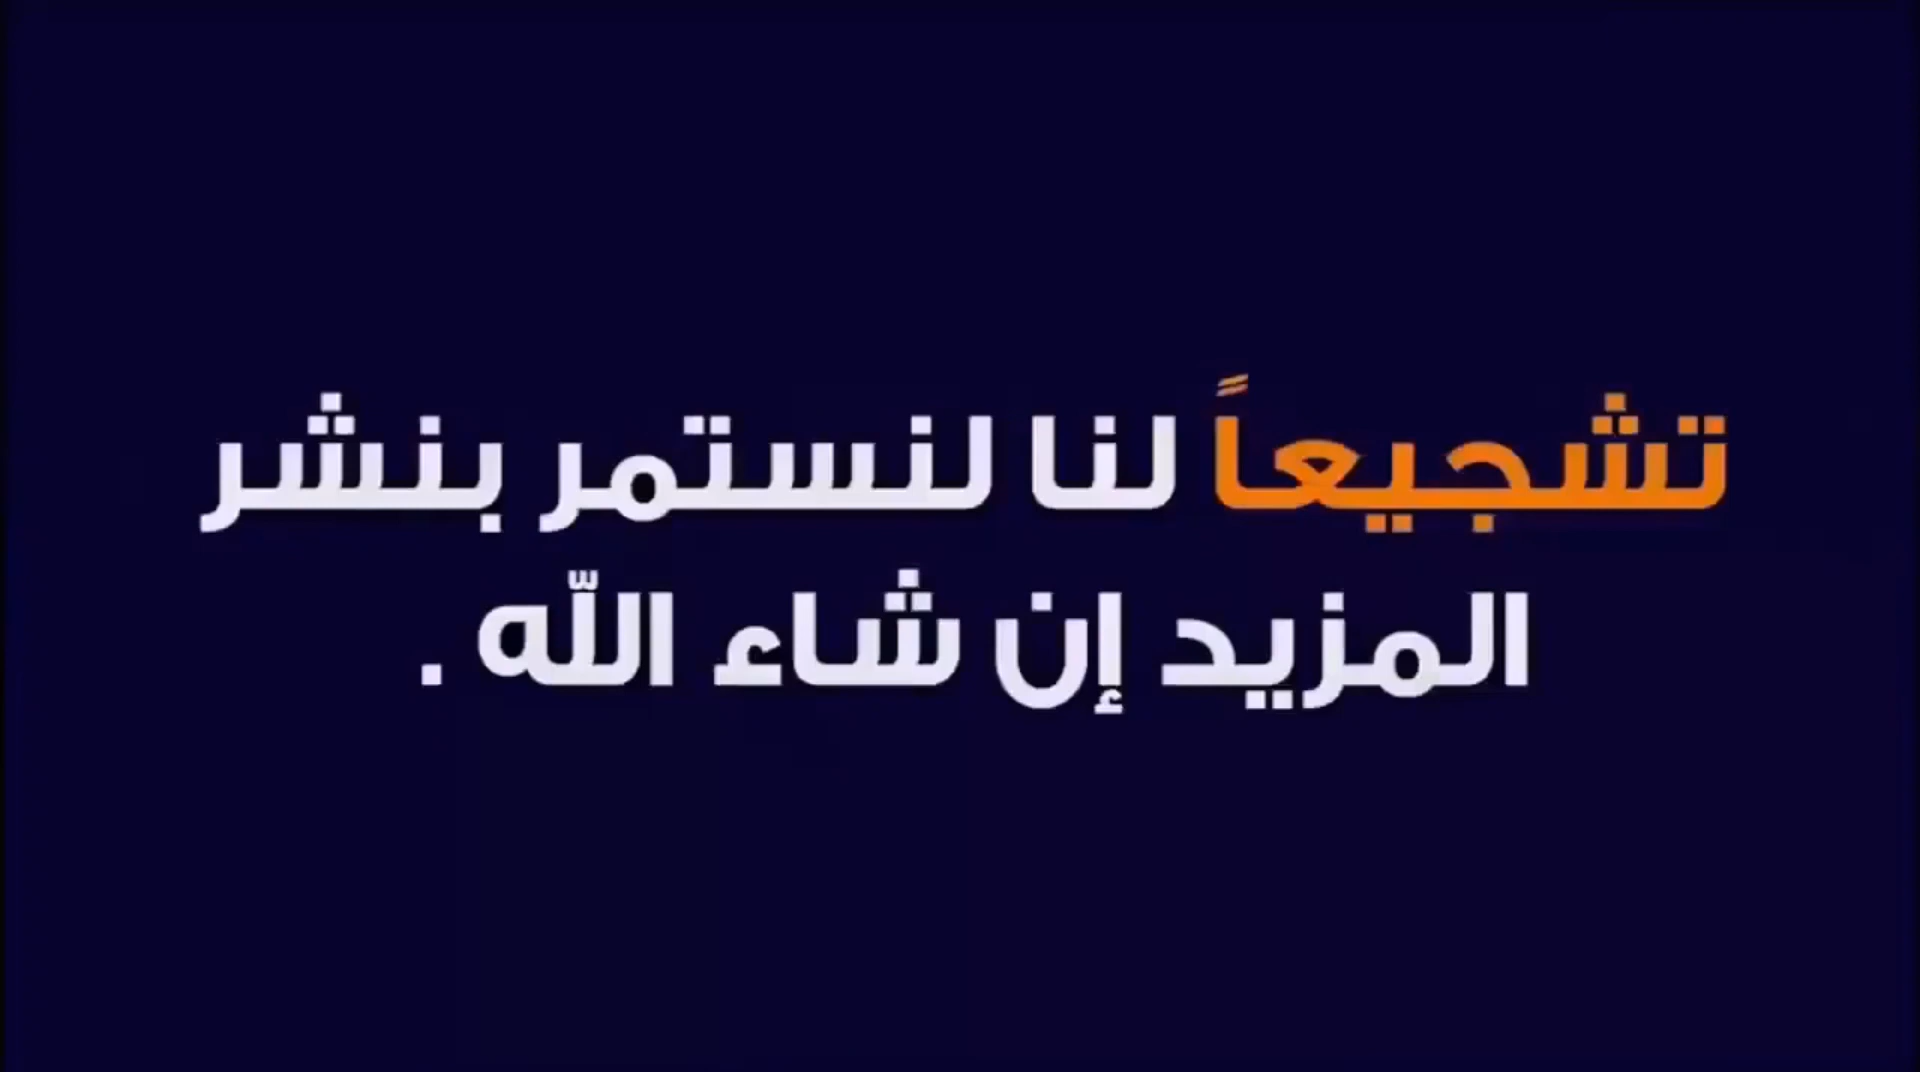 تشجيعاً لنا لنستمر بنشر
المزيد إن شاء اللّه .